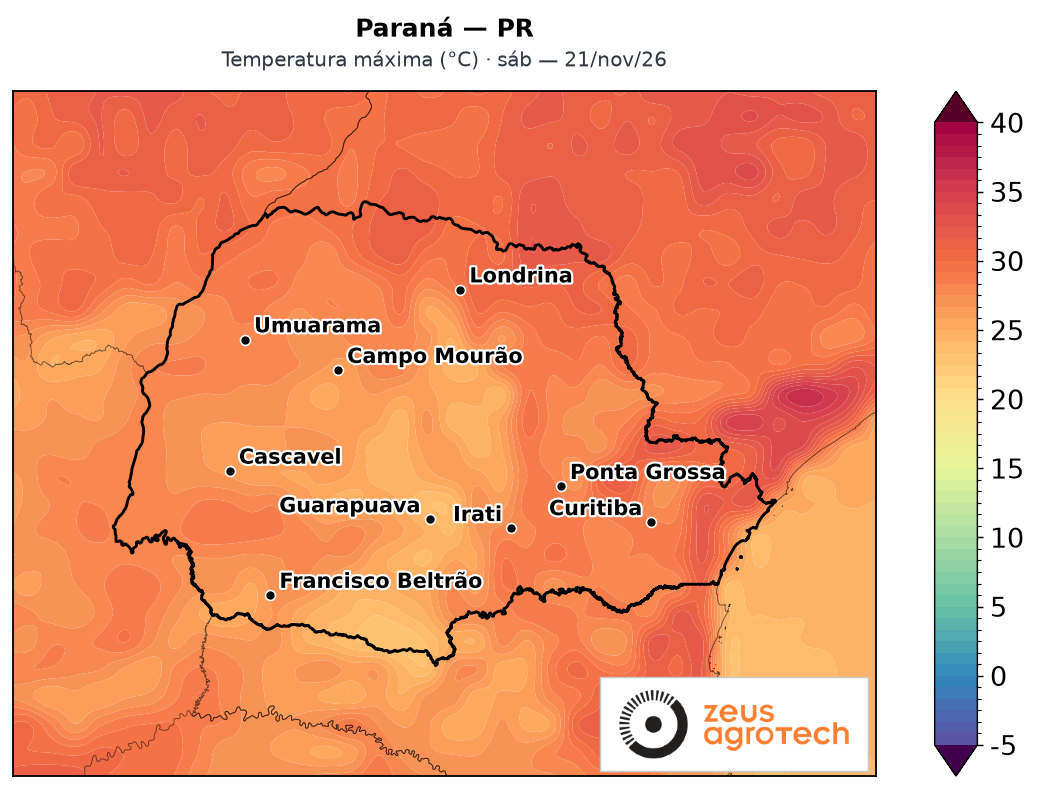 Paraná — PR
Temperatura máxima (°C) · sáb — 21/nov/26
Londrina
Umuarama
Campo Mourão
Cascavel
Ponta Grossa
Guarapuava
Irati
Curitiba
Francisco Beltrão
zeus
agrotech
40
35
30
25
20
15
10
5
0
-5